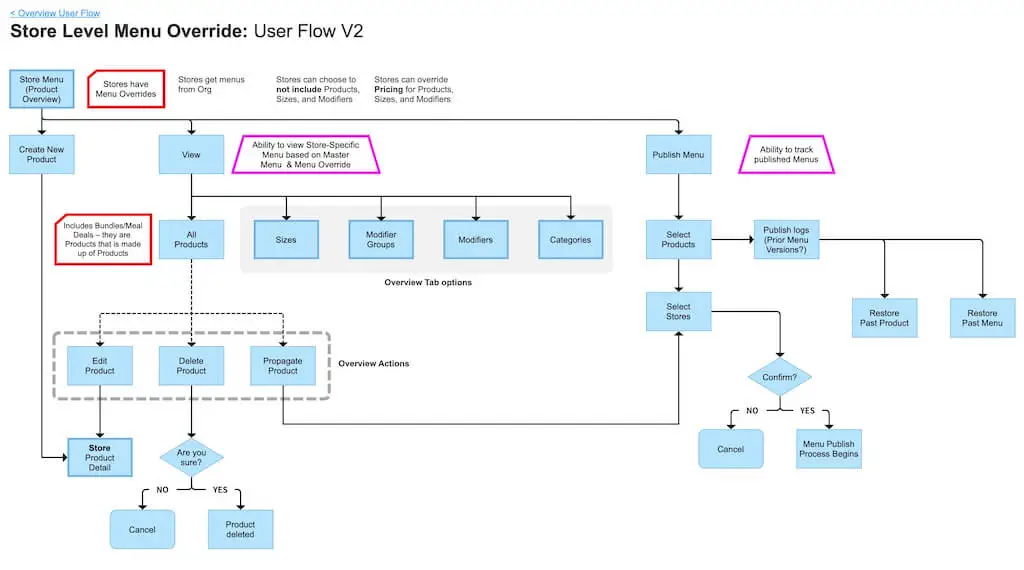 < Overview User Flow
Store Level Menu Override: User Flow V2
Store Menu
(Product
Overview)
Stores have
Menu Overrides
Stores get menus
from Org
Stores can choose to
not include Products,
Sizes, and Modifiers
Stores can override
Pricing for Products,
Sizes, and Modifiers
Create New
Product
View
Ability to view Store-Specific
Menu based on Master
Menu & Menu Override
Publish Menu
Ability to track
published Menus
Includes Bundles/Meal
Deals – they are
Products that is made
up of Products
All
Products
Sizes
Modifier
Groups
Modifiers
Categories
Overview Tab options
Select
Products
Publish logs
(Prior Menu
Versions?)
Select
Stores
Restore
Past Product
Restore
Past Menu
Edit
Product
Delete
Product
Propagate
Product
Overview Actions
Confirm?
NO
YES
Cancel
Menu Publish
Process Begins
Store
Product
Detail
Are you
sure?
NO
YES
Cancel
Product
deleted